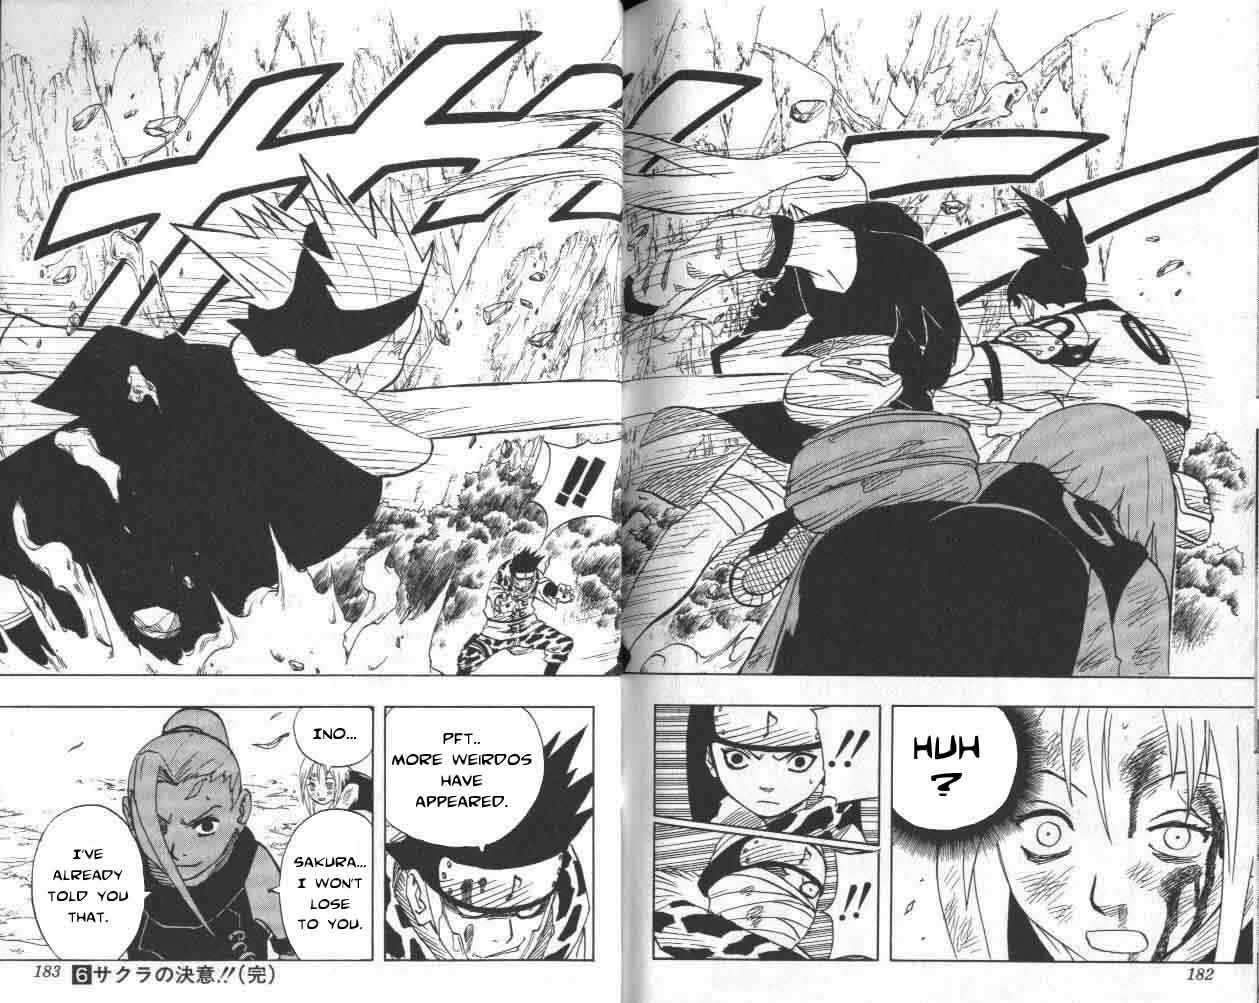 !!
HUH
?
!!
!!
PFT..
MORE WEIRDOS
HAVE
APPEARED.
INO...
SAKURA...
I WON'T
LOSE
TO YOU.
I'VE
ALREADY
TOLD YOU
THAT.
182
183 6サクラの決意!!(完)